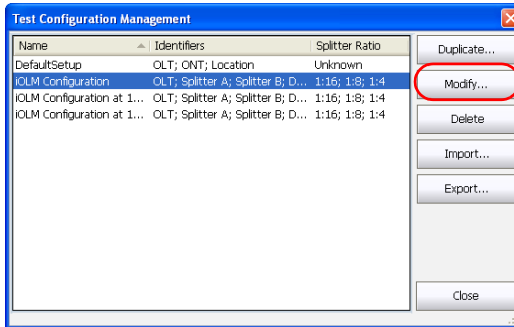 Test Configuration Management
Name Identifiers Splitter Ratio
DefaultSetup OLT; ONT; Location Unknown
iOLM Configuration OLT; Splitter A; Splitter B; D... 1:16; 1:8; 1:4
iOLM Configuration at 1... OLT; Splitter A; Splitter B; D... 1:16; 1:8; 1:4
iOLM Configuration at 1... OLT; Splitter A; Splitter B; D... 1:16; 1:8; 1:4
Duplicate...
Modify...
Delete
Import...
Export...
Close